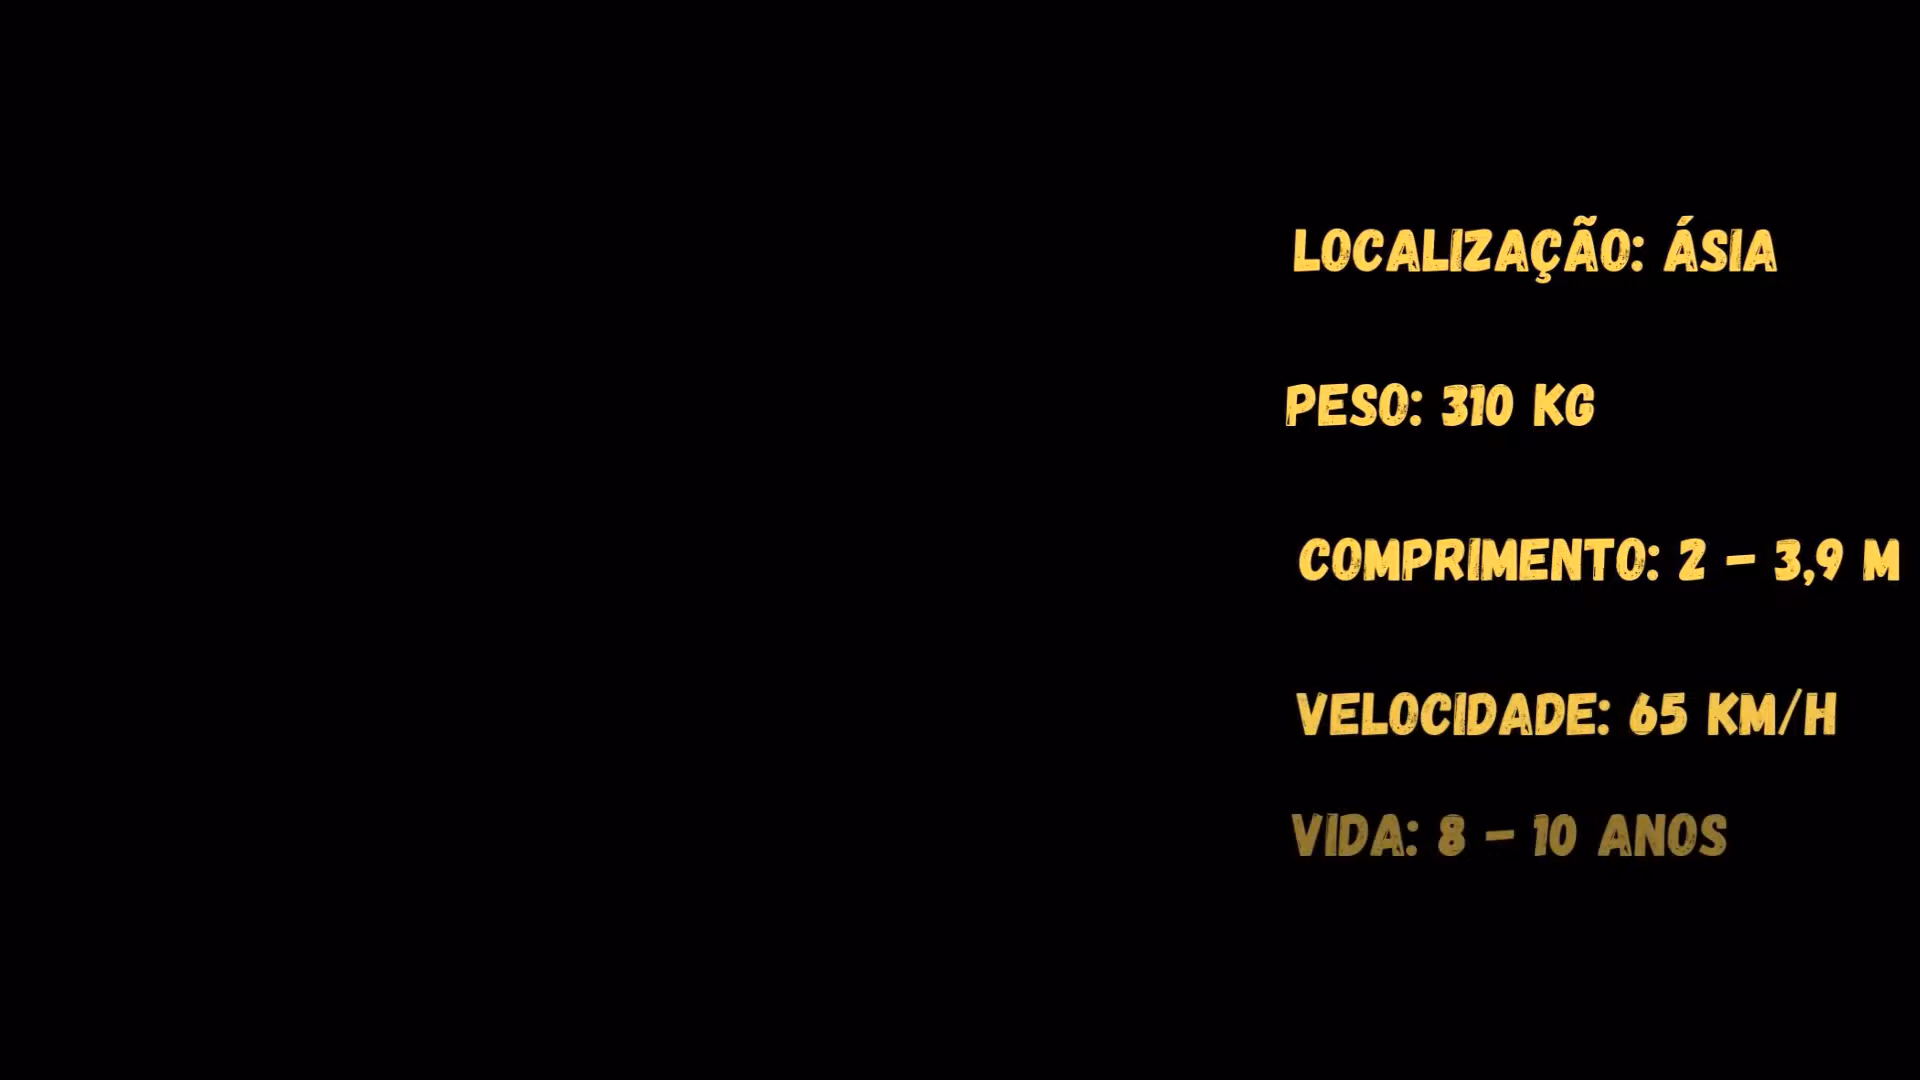 LOCALIZAÇÃO: ÁSIA
PESO: 310 KG
COMPRIMENTO: 2 – 3,9 M
VELOCIDADE: 65 KM/H
VIDA: 8 – 10 ANOS